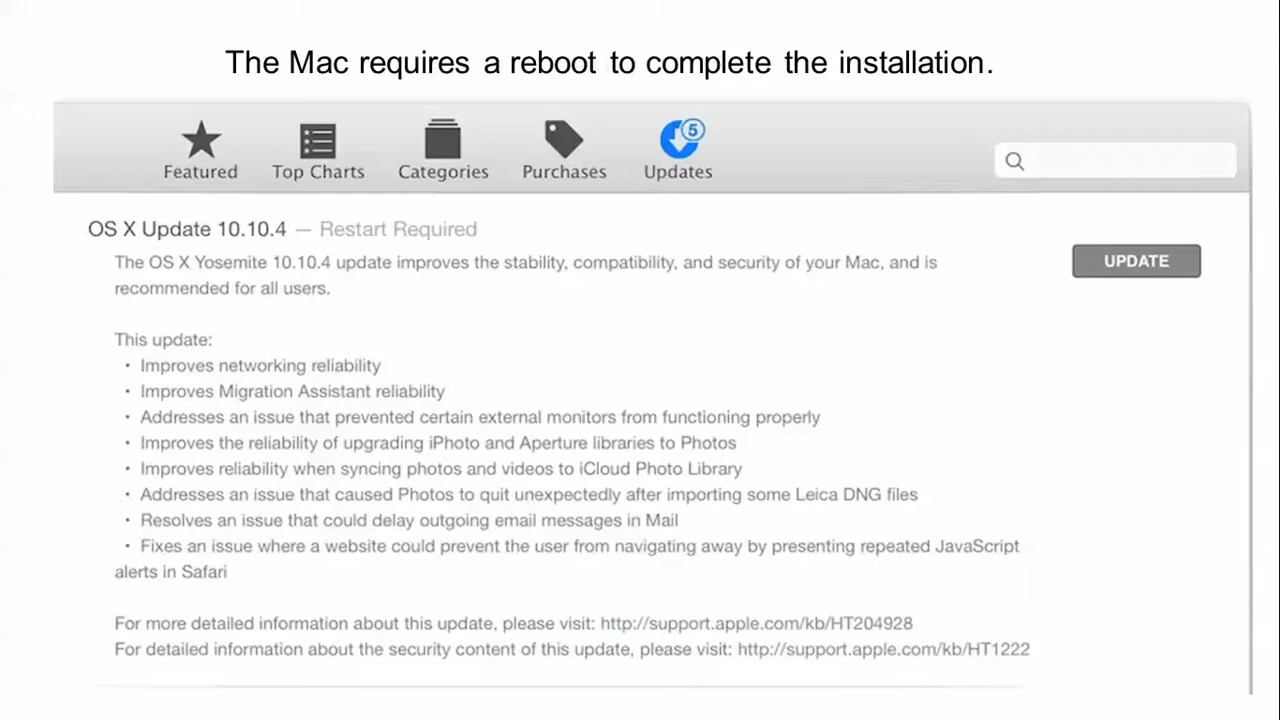 The Mac requires a reboot to complete the installation.
Featured
Top Charts
Categories
Purchases
Updates
5
OS X Update 10.10.4 — Restart Required
The OS X Yosemite 10.10.4 update improves the stability, compatibility, and security of your Mac, and is
recommended for all users.
UPDATE
This update:
• Improves networking reliability
• Improves Migration Assistant reliability
• Addresses an issue that prevented certain external monitors from functioning properly
• Improves the reliability of upgrading iPhoto and Aperture libraries to Photos
• Improves reliability when syncing photos and videos to iCloud Photo Library
• Addresses an issue that caused Photos to quit unexpectedly after importing some Leica DNG files
• Resolves an issue that could delay outgoing email messages in Mail
• Fixes an issue where a website could prevent the user from navigating away by presenting repeated JavaScript
alerts in Safari
For more detailed information about this update, please visit: http://support.apple.com/kb/HT204928
For detailed information about the security content of this update, please visit: http://support.apple.com/kb/HT1222